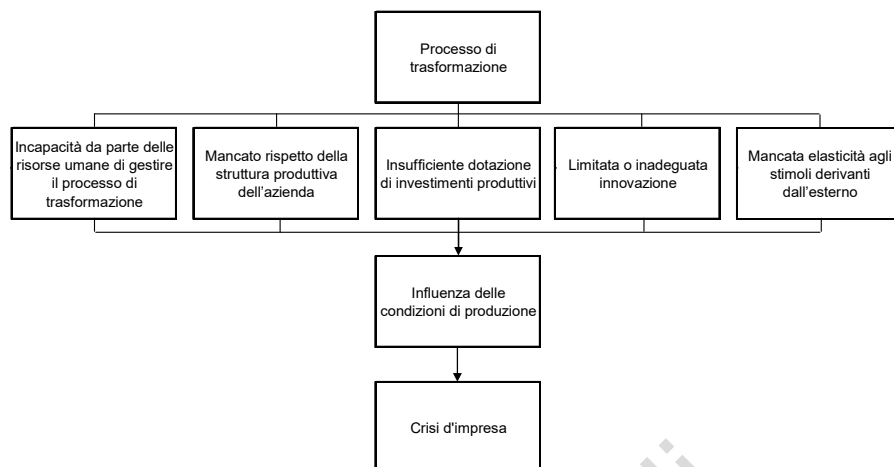 Processo di
trasformazione
Incapacità da parte delle
risorse umane di gestire
il processo di
trasformazione
Mancato rispetto della
struttura produttiva
dell'azienda
Insufficiente dotazione
di investimenti produttivi
Limitata o inadeguata
innovazione
Mancata elasticità agli
stimoli derivanti
dall'esterno
Influenza delle
condizioni di produzione
Crisi d'impresa